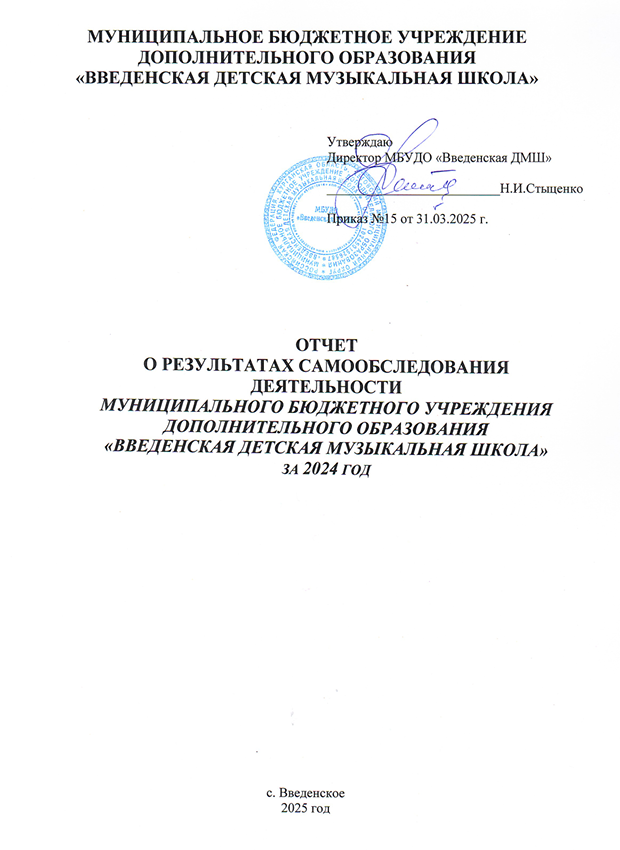 МУНИЦИПАЛЬНОЕ БЮДЖЕТНОЕ УЧРЕЖДЕНИЕ
ДОПОЛНИТЕЛЬНОГО ОБРАЗОВАНИЯ
«ВВЕДЕНСКАЯ ДЕТСКАЯ МУЗЫКАЛЬНАЯ ШКОЛА»
Утверждаю
Директор МБУДО «Введенская ДМШ»
Н.И.Стыценко
Приказ №15 от 31.03.2025 г.
ОТЧЕТ
О РЕЗУЛЬТАТАХ САМООБСЛЕДОВАНИЯ
ДЕЯТЕЛЬНОСТИ
МУНИЦИПАЛЬНОГО БЮДЖЕТНОГО УЧРЕЖДЕНИЯ
ДОПОЛНИТЕЛЬНОГО ОБРАЗОВАНИЯ
«ВВЕДЕНСКАЯ ДЕТСКАЯ МУЗЫКАЛЬНАЯ ШКОЛА»
ЗА 2024 ГОД
с. Введенское
2025 год